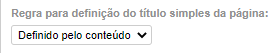 Regra para definição do título simples da página:
Definido pelo conteúdo